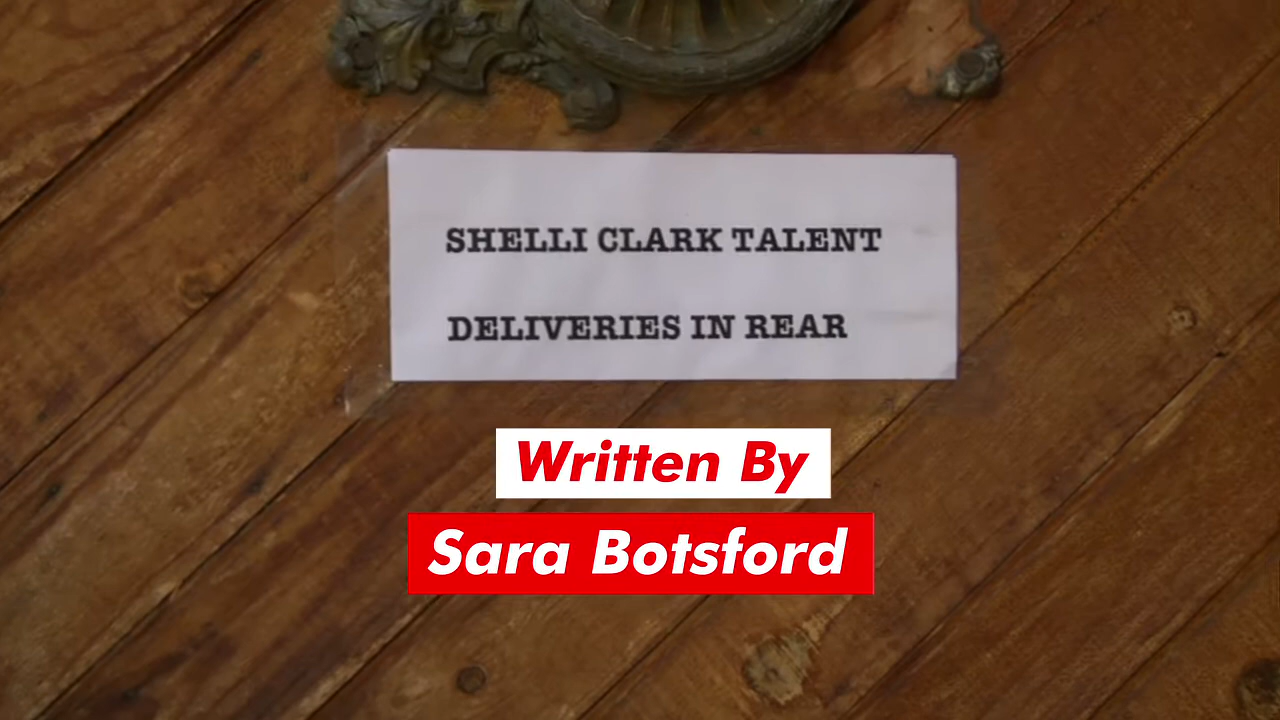 SHELLI CLARK TALENT
DELIVERIES IN REAR
Written By
Sara Botsford